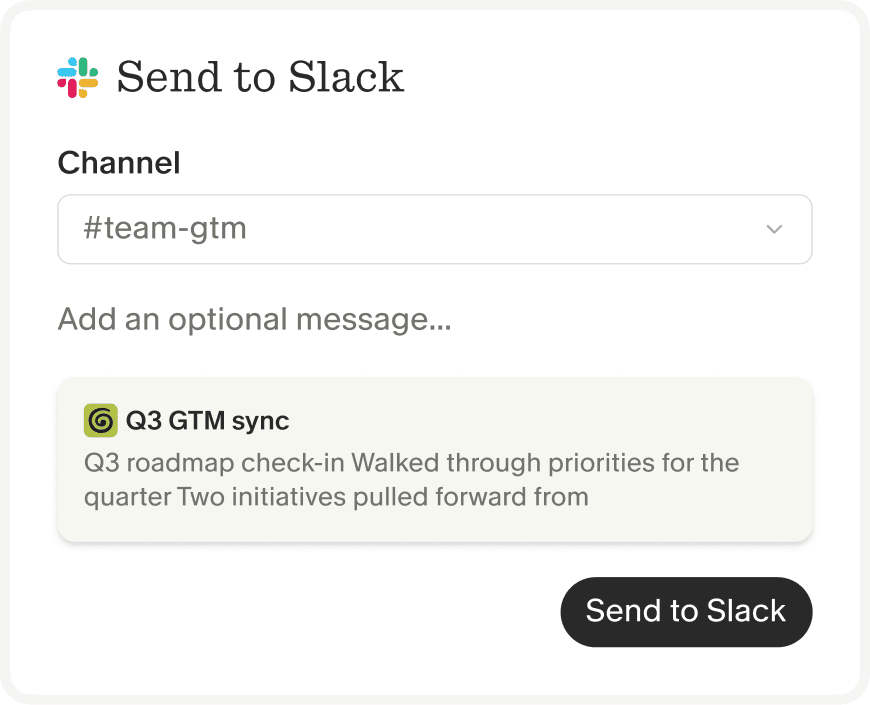 Send to Slack
Channel
#team-gtm
Add an optional message...
Q3 GTM sync
Q3 roadmap check-in Walked through priorities for the
quarter Two initiatives pulled forward from
Send to Slack